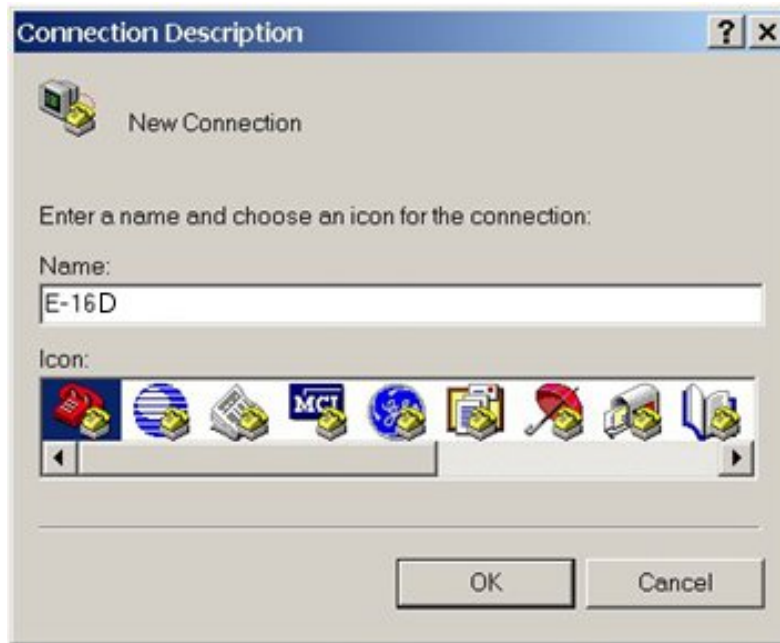 Connection Description
New Connection
Enter a name and choose an icon for the connection:
Name:
E-16D
Icon:
MCI
OK Cancel